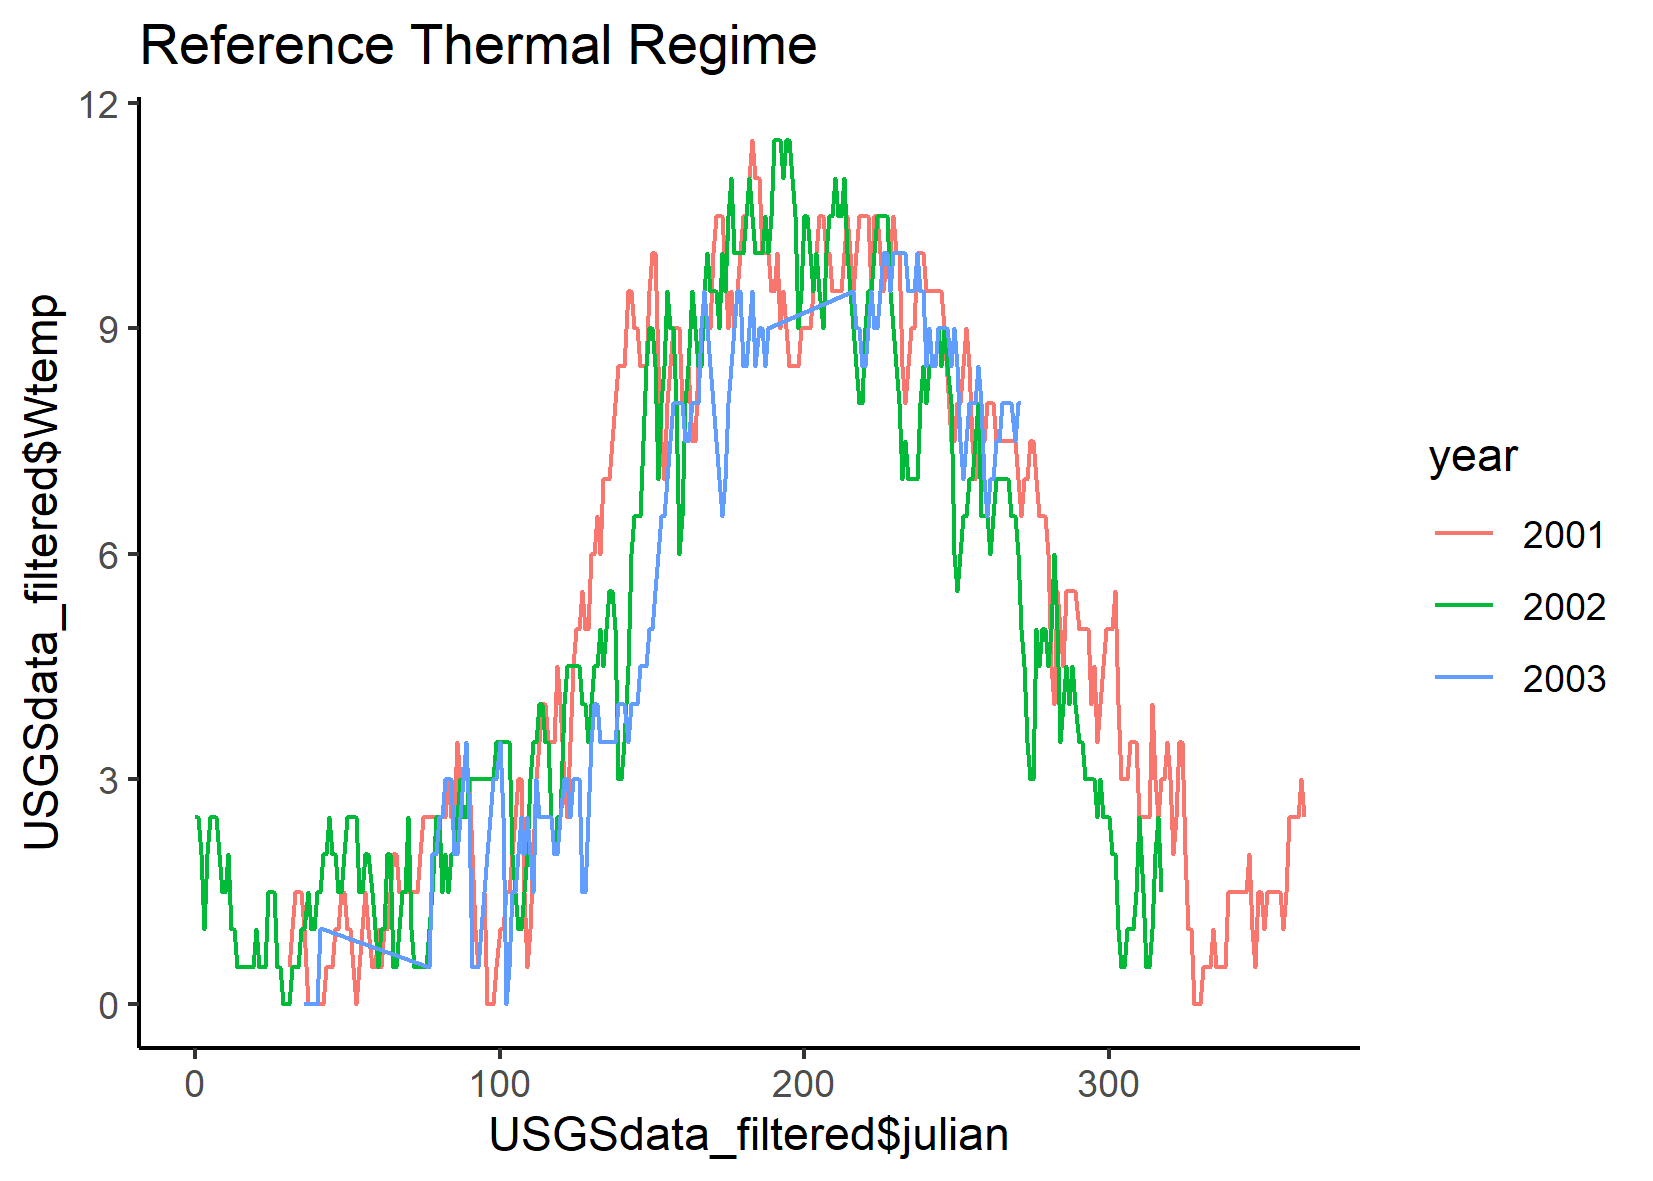 Reference Thermal Regime
12
9
6
3
0
USGSdata_filtered$Wtemp
0 100 200 300
USGSdata_filtered$julian
year
2001
2002
2003